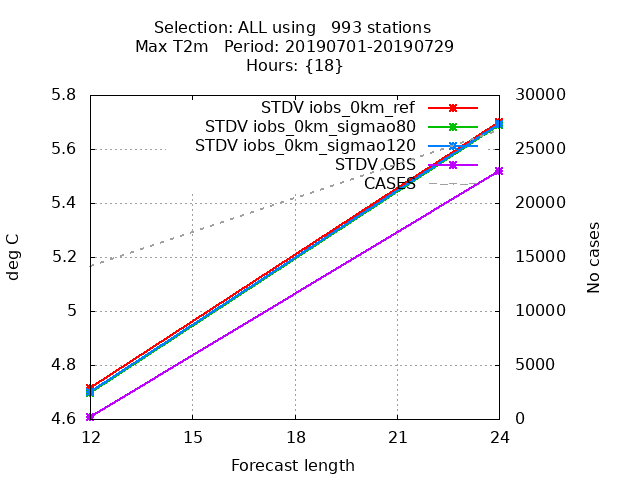 Selection: ALL using   993 stations
Max T2m   Period: 20190701-20190729
Hours: {18}
5.8
5.6
5.4
5.2
5
4.8
4.6
deg C
STDV iobs_0km_ref
STDV iobs_0km_sigmao80
STDV iobs_0km_sigmao120
STDV OBS
CASES
30000
25000
20000
15000
10000
5000
0
No cases
12 15 18 21 24
Forecast length